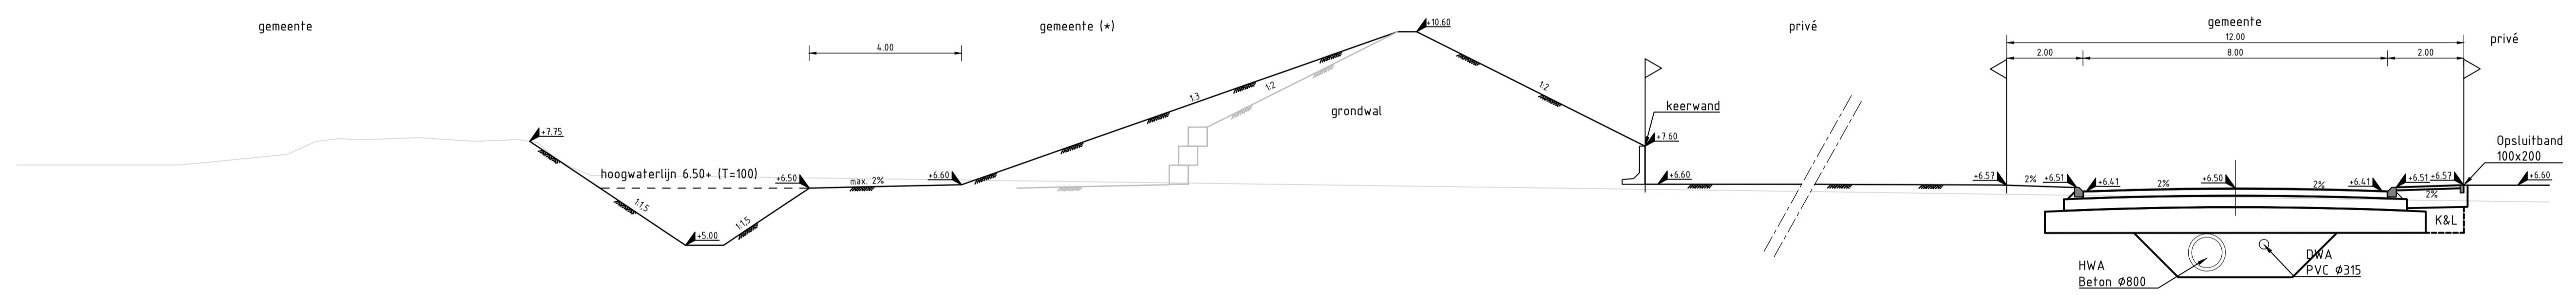 gemeente
gemeente (*)
privé
gemeente
privé
4.00
12.00
2.00
8.00
2.00
+10.60
1:3
1:2
1:2
grondwal
keerwand
+7.60
+7.75
hoogwaterlijn 6.50+ (T=100)
+6.50
max. 2%
+6.60
1:1,5
1:1,5
+5.00
+6.60
+6.57
2%
+6.51
+6.41
2%
+6.50
2%
+6.41
+6.51
+6.57
2%
+6.60
Opsluitband
100x200
K&L
HWA
Beton Ø800
DWA
PVC Ø315